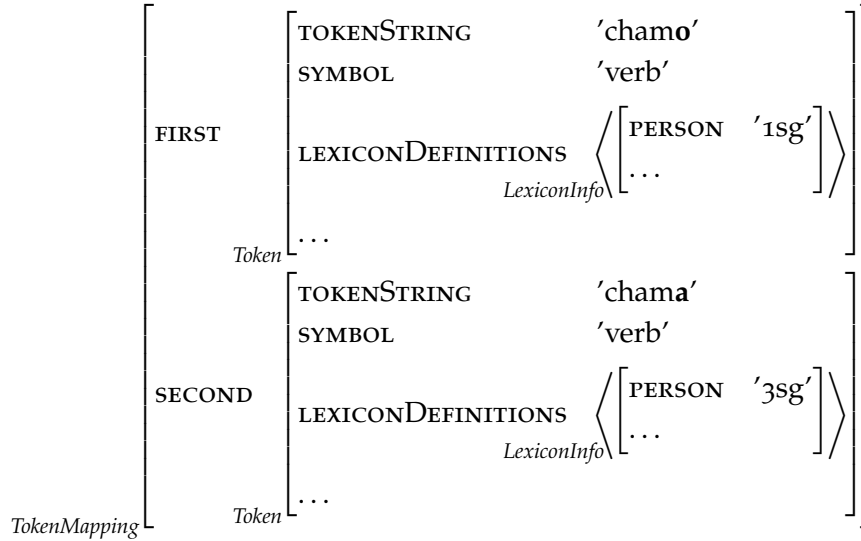 TOKENSTRING 'chamo'
SYMBOL 'verb'
FIRST
PERSON '1sg'
LEXICONDEFINITIONS
...
LexiconInfo
...
Token
TOKENSTRING 'chama'
SYMBOL 'verb'
SECOND
PERSON '3sg'
LEXICONDEFINITIONS
...
LexiconInfo
...
Token
TokenMapping